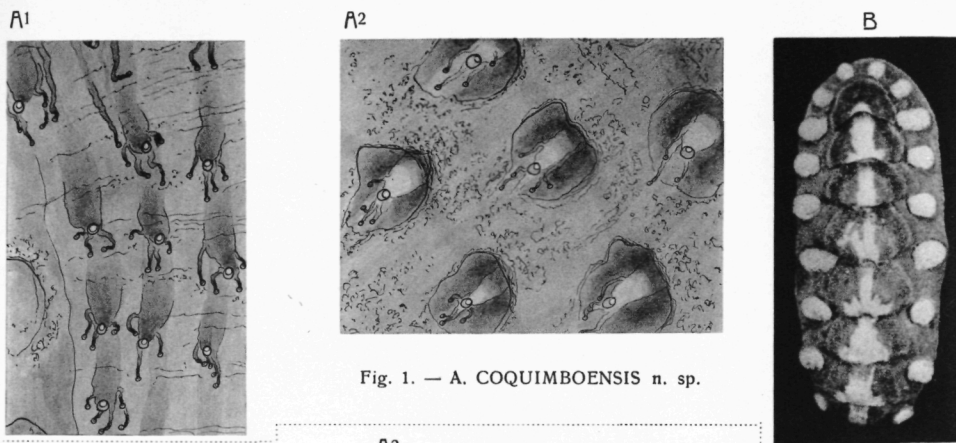 A1
A2
B
Fig. 1. — A. COQUIMBOENSIS n. sp.